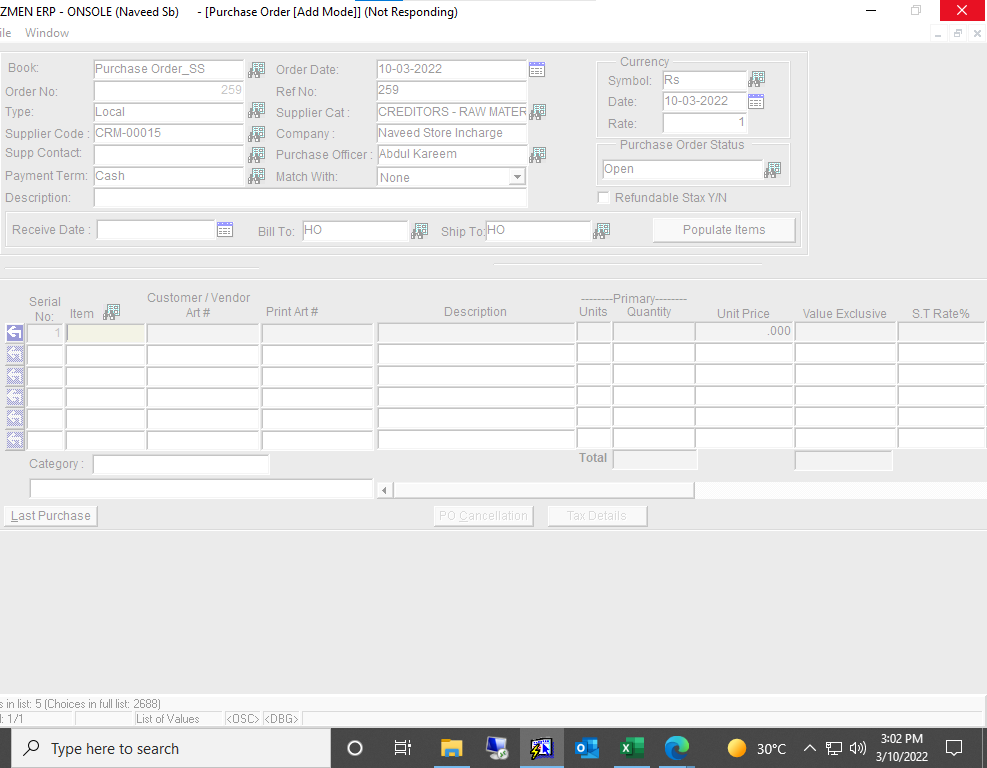 ZMEN ERP - ONSOLE (Naveed Sb) - [Purchase Order [Add Mode]] (Not Responding)
ile Window
Book: Purchase Order_SS Order Date: 10-03-2022 Currency
Order No: 259 Ref No: 259 Symbol: Rs
Type: Local Supplier Cat : CREDITORS - RAW MATER Date: 10-03-2022
Supplier Code : CRM-00015 Company : Naveed Store Incharge Rate: 1
Supp Contact: Purchase Officer : Abdul Kareem Purchase Order Status
Payment Term: Cash Match With: None Open
Description: Refundable Stax Y/N
Receive Date : Bill To: HO Ship To: HO Populate Items
Serial No: Item Customer / Vendor Art # Print Art # Description --------Primary-------- Units Quantity Unit Price Value Exclusive S.T Rate%
1 .000
Category : Total
Last Purchase PO Cancellation Tax Details
s in list: 5 (Choices in full list: 2688)
: 1/1 List of Values <OSC> <DBG>
Type here to search 30°C 3:02 PM
3/10/2022